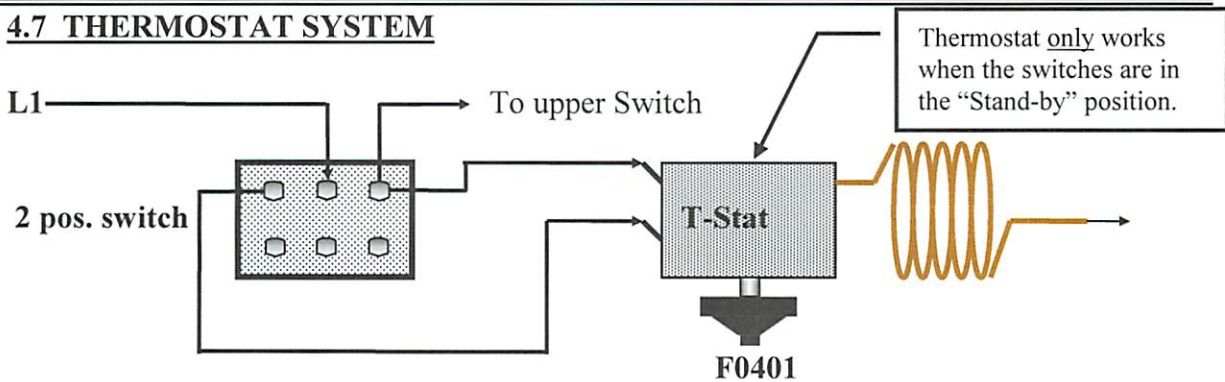 4.7 THERMOSTAT SYSTEM
Thermostat only works
when the switches are in
the “Stand-by” position.
L1
To upper Switch
2 pos. switch
T-Stat
F0401